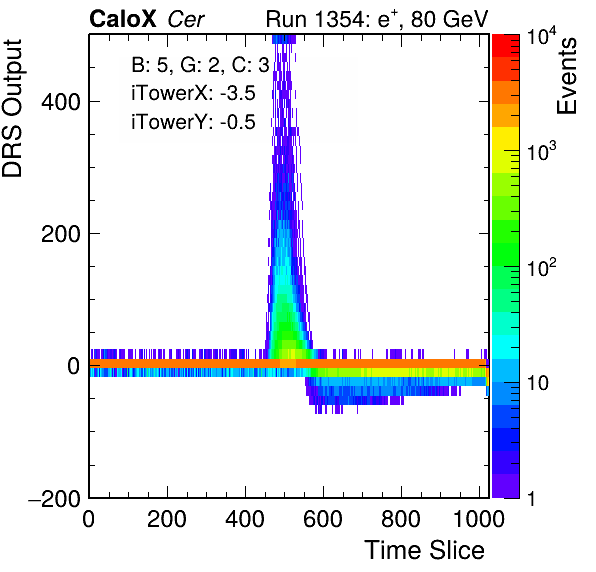 CaloX Cer
Run 1354: e+, 80 GeV
B: 5, G: 2, C: 3
iTowerX: -3.5
iTowerY: -0.5
DRS Output
400
200
0
−200
0 200 400 600 800 1000
Time Slice
10^4
10^3
10^2
10
1
Events